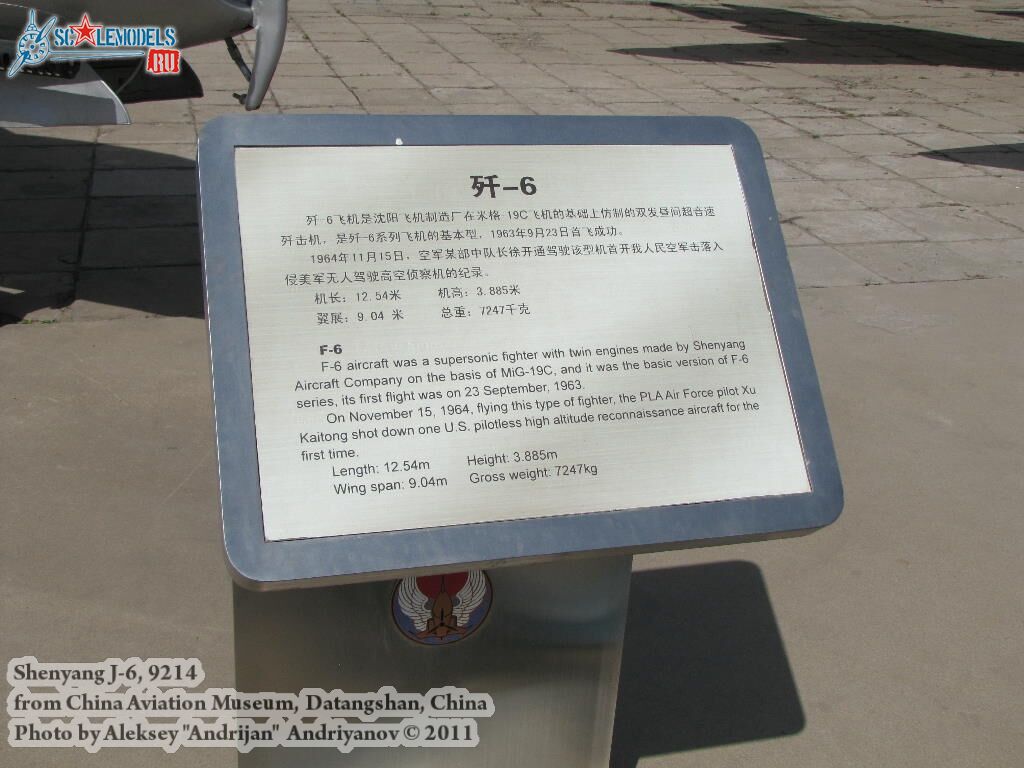 SCALEMODELS
RU
歼-6
歼-6飞机是沈阳飞机制造厂在米格-19C飞机的基础上仿制的双发昼间超音速
歼击机，是歼-6系列飞机的基本型，1963年9月23日首飞成功。
1964年11月15日，空军某部中队长徐开通驾驶该型机首开我人民空军击落入
侵美军无人驾驶高空侦察机的纪录。
机长：12.54米 机高：3.885米
翼展：9.04 米 总重：7247千克
F-6
F-6 aircraft was a supersonic fighter with twin engines made by Shenyang
Aircraft Company on the basis of MiG-19C, and it was the basic version of F-6
series, its first flight was on 23 September, 1963.
On November 15, 1964, flying this type of fighter, the PLA Air Force pilot Xu
Kaitong shot down one U.S. pilotless high altitude reconnaissance aircraft for the
first time.
Length: 12.54m Height: 3.885m
Wing span: 9.04m Gross weight: 7247kg
Shenyang J-6, 9214
from China Aviation Museum, Datangshan, China
Photo by Aleksey "Andrijan" Andriyanov © 2011